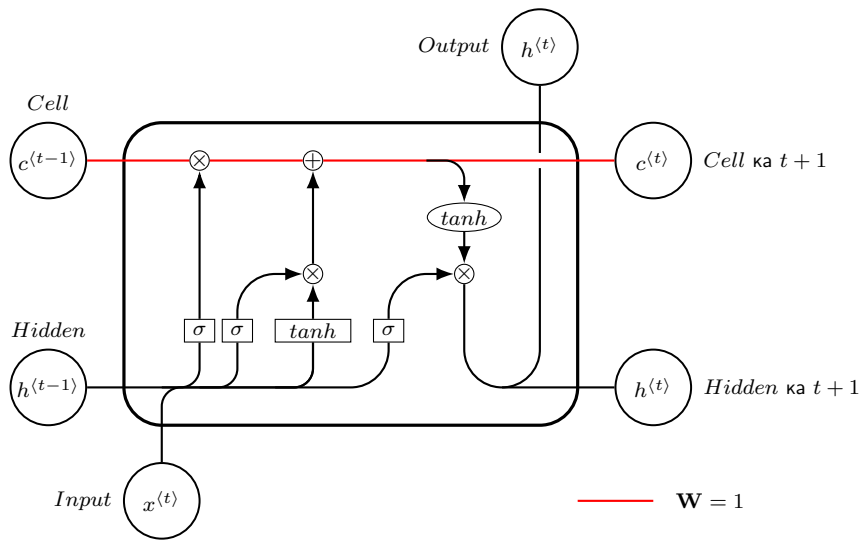 Output h⟨t⟩
Cell
c⟨t−1⟩ × + c⟨t⟩ Cell ка t + 1
tanh
× ×
Hidden σ σ tanh σ
h⟨t−1⟩ h⟨t⟩ Hidden ка t + 1
Input x⟨t⟩ W = 1